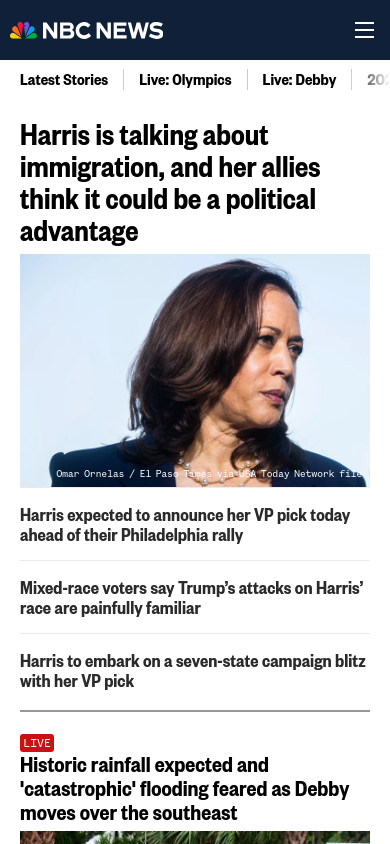 NBC NEWS
Latest Stories
Live: Olympics
Live: Debby
Harris is talking about
immigration, and her allies
think it could be a political
advantage
Omar Ornelas / El Paso Times via USA Today Network file
Harris expected to announce her VP pick today
ahead of their Philadelphia rally
Mixed-race voters say Trump’s attacks on Harris’
race are painfully familiar
Harris to embark on a seven-state campaign blitz
with her VP pick
LIVE
Historic rainfall expected and
'catastrophic' flooding feared as Debby
moves over the southeast